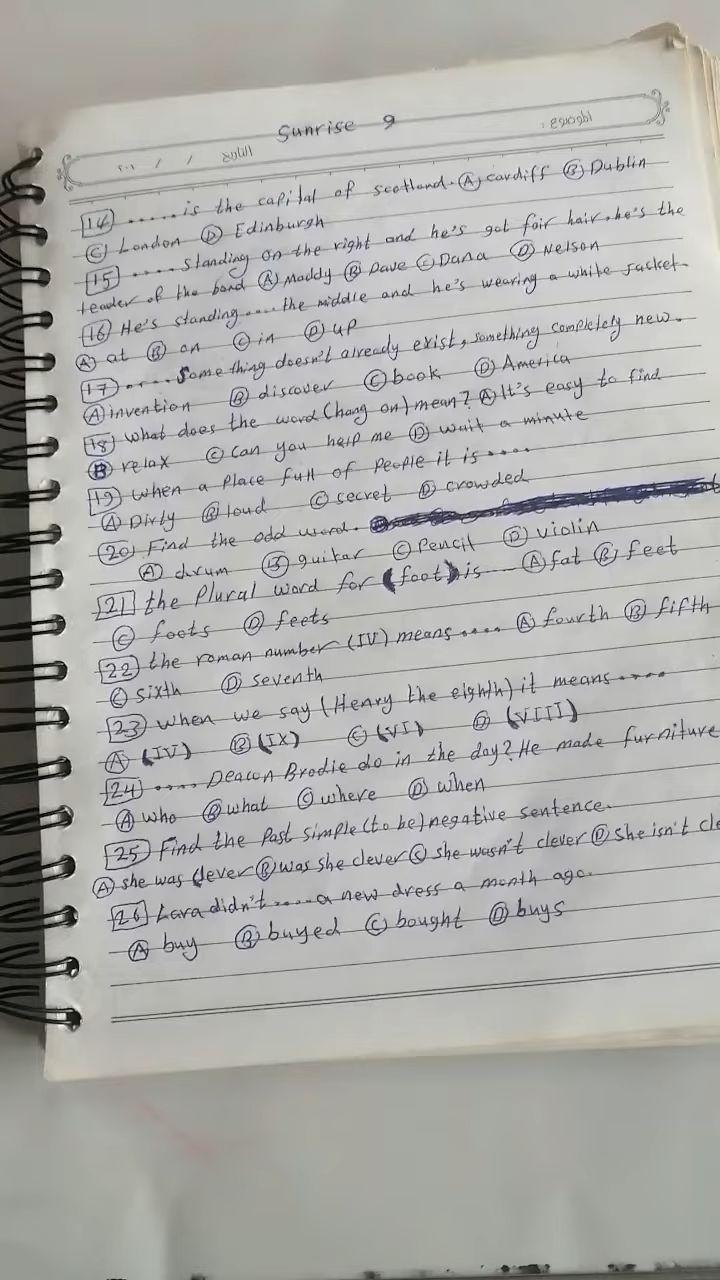 Sunrise 9
التاريخ / / ٢٠٠
الموضوع :
14 ...... is the capital of scotland. A cardiff B Dublin
C London D Edinburgh
15 ..... Standing on the right and he's got fair hair. he's the
leader of the band A Maddy B Dave C Dana D Nelson
16 He's standing .... the middle and he's wearing a white Jacket.
A at B on C in D up
17 ..... Some thing doesn't already exist, something completely new.
A invention B discover C book D America
18 what does the word (hang on) mean? A It's easy to find
B relax C can you help me D wait a minute
19 when a Place full of People it is ....
A Dirty B loud C secret D crowded
20 Find the odd word.
A drum B guitar C Pencil D violin
21 the Plural word for (foot) is ... A fat B feet
C foots D feets
22 the roman number (IV) means .... A fourth B fifth
C sixth D seventh
23 when we say (Henry the eighth) it means .....
A (IV) B (IX) C (VI) D (VIII)
24 .... Deacon Brodie do in the day? He made furniture
A who B what C where D when
25 Find the Past simple (to be) negative sentence.
A she was clever B was she clever C she wasn't clever D she isn't cle
26 Lara didn't ..... a new dress a month ago.
A buy B buyed C bought D buys